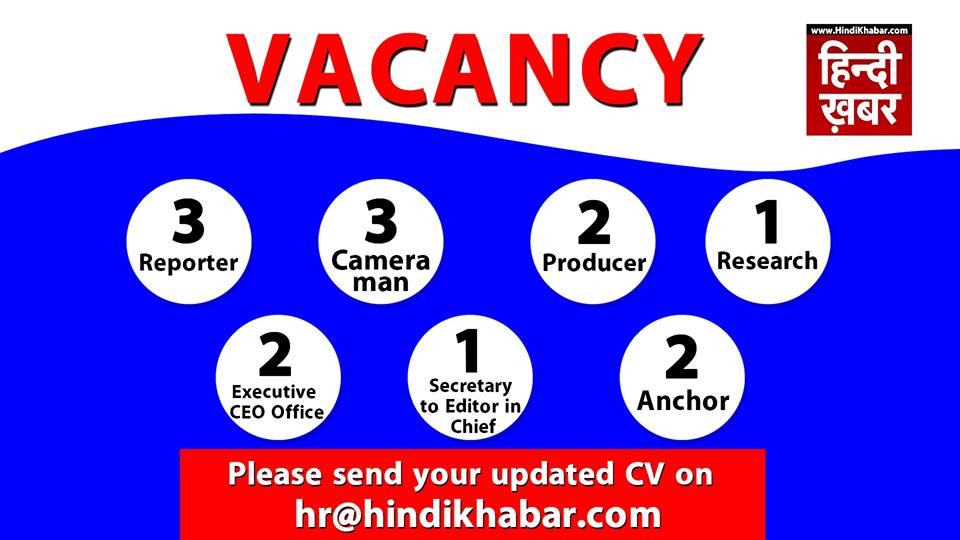 VACANCY
www.HindiKhabar.com
हिन्दी
ख़बर
3
Reporter
3
Camera
man
2
Producer
1
Research
2
Executive
CEO Office
1
Secretary
to Editor in
Chief
2
Anchor
Please send your updated CV on
hr@hindikhabar.com